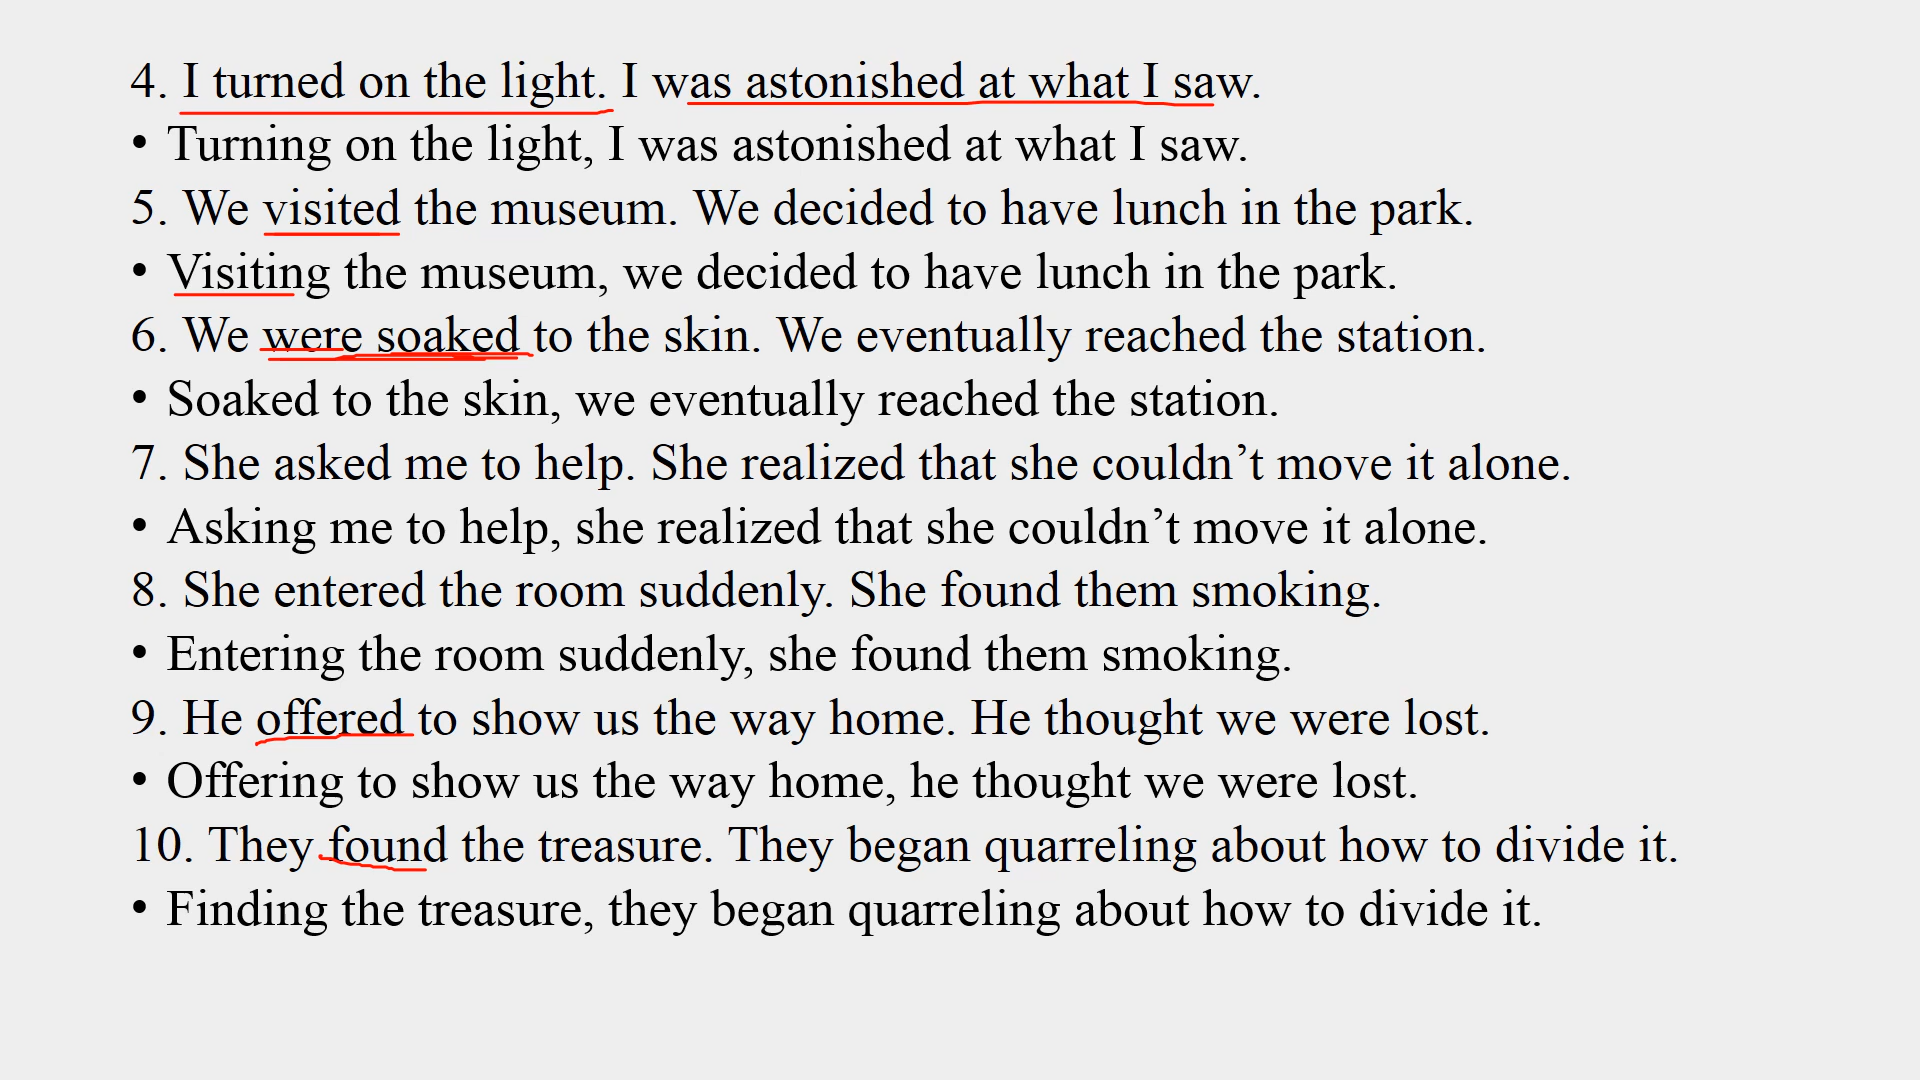 4. I turned on the light. I was astonished at what I saw.
• Turning on the light, I was astonished at what I saw.
5. We visited the museum. We decided to have lunch in the park.
• Visiting the museum, we decided to have lunch in the park.
6. We were soaked to the skin. We eventually reached the station.
• Soaked to the skin, we eventually reached the station.
7. She asked me to help. She realized that she couldn’t move it alone.
• Asking me to help, she realized that she couldn’t move it alone.
8. She entered the room suddenly. She found them smoking.
• Entering the room suddenly, she found them smoking.
9. He offered to show us the way home. He thought we were lost.
• Offering to show us the way home, he thought we were lost.
10. They found the treasure. They began quarreling about how to divide it.
• Finding the treasure, they began quarreling about how to divide it.